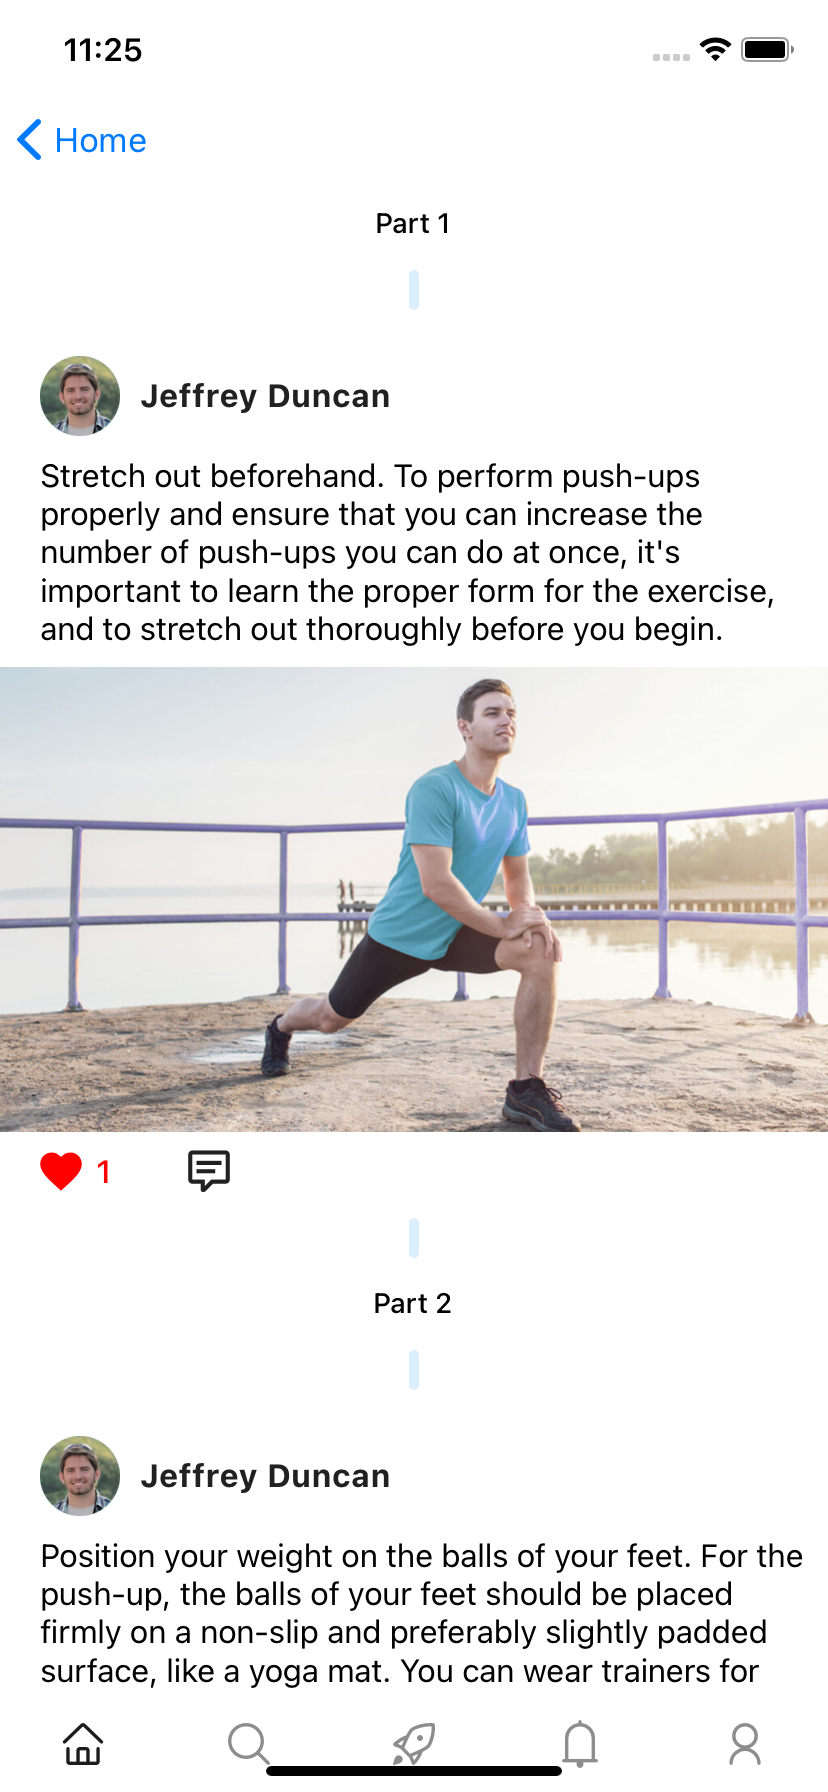 11:25
Home
Part 1
Jeffrey Duncan
Stretch out beforehand. To perform push-ups
properly and ensure that you can increase the
number of push-ups you can do at once, it's
important to learn the proper form for the exercise,
and to stretch out thoroughly before you begin.
1
Part 2
Jeffrey Duncan
Position your weight on the balls of your feet. For the
push-up, the balls of your feet should be placed
firmly on a non-slip and preferably slightly padded
surface, like a yoga mat. You can wear trainers for